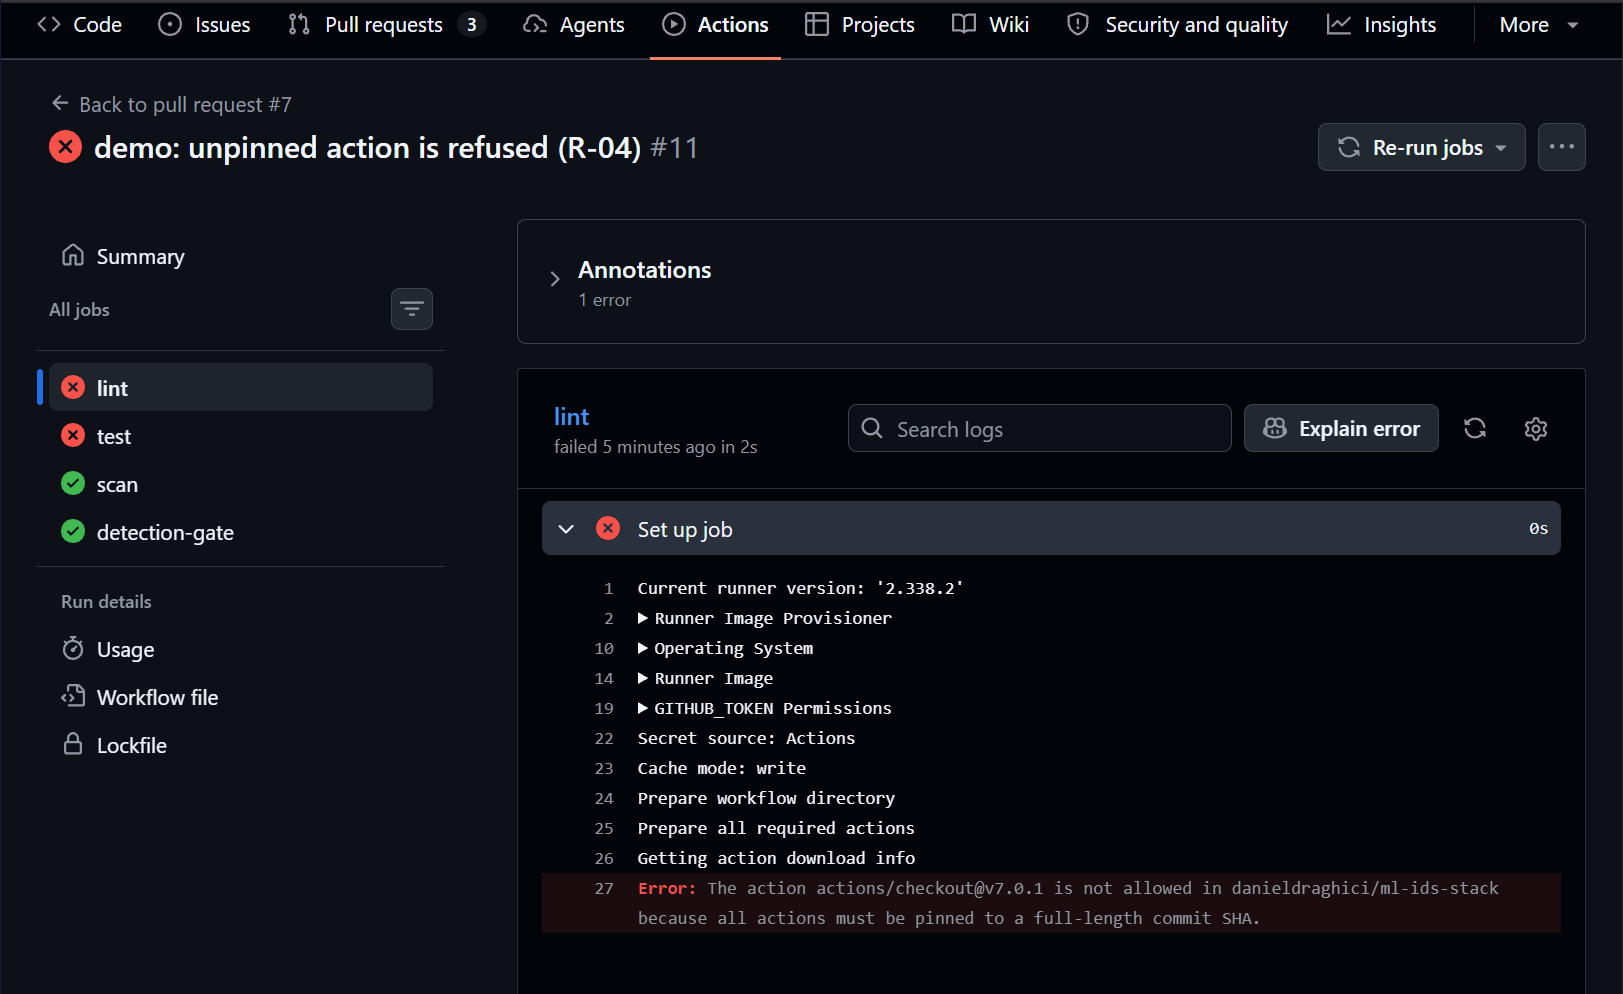 Code Issues Pull requests 3 Agents Actions Projects Wiki Security and quality Insights More
Back to pull request #7
demo: unpinned action is refused (R-04) #11
Re-run jobs
Summary
All jobs
lint
test
scan
detection-gate
Run details
Usage
Workflow file
Lockfile
Annotations
1 error
lint
failed 5 minutes ago in 2s
Search logs
Explain error
Set up job 0s
1 Current runner version: '2.338.2'
2 Runner Image Provisioner
10 Operating System
14 Runner Image
19 GITHUB_TOKEN Permissions
22 Secret source: Actions
23 Cache mode: write
24 Prepare workflow directory
25 Prepare all required actions
26 Getting action download info
27 Error: The action actions/checkout@v7.0.1 is not allowed in danieldraghici/ml-ids-stack
because all actions must be pinned to a full-length commit SHA.